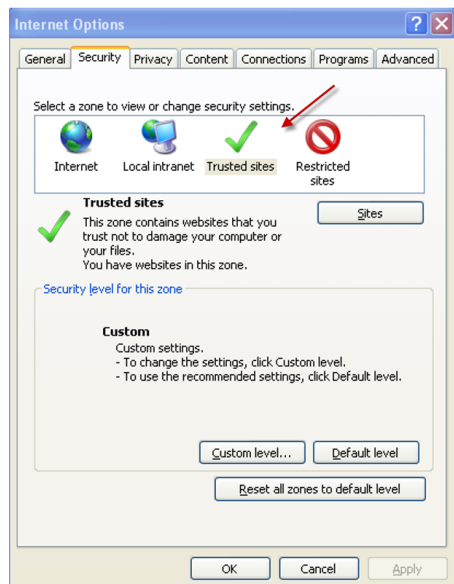 Internet Options
General Security Privacy Content Connections Programs Advanced
Select a zone to view or change security settings.
Internet Local intranet Trusted sites Restricted
sites
Trusted sites
Sites
This zone contains websites that you
trust not to damage your computer or
your files.
You have websites in this zone.
Security level for this zone
Custom
Custom settings.
- To change the settings, click Custom level.
- To use the recommended settings, click Default level.
Custom level... Default level
Reset all zones to default level
OK Cancel Apply